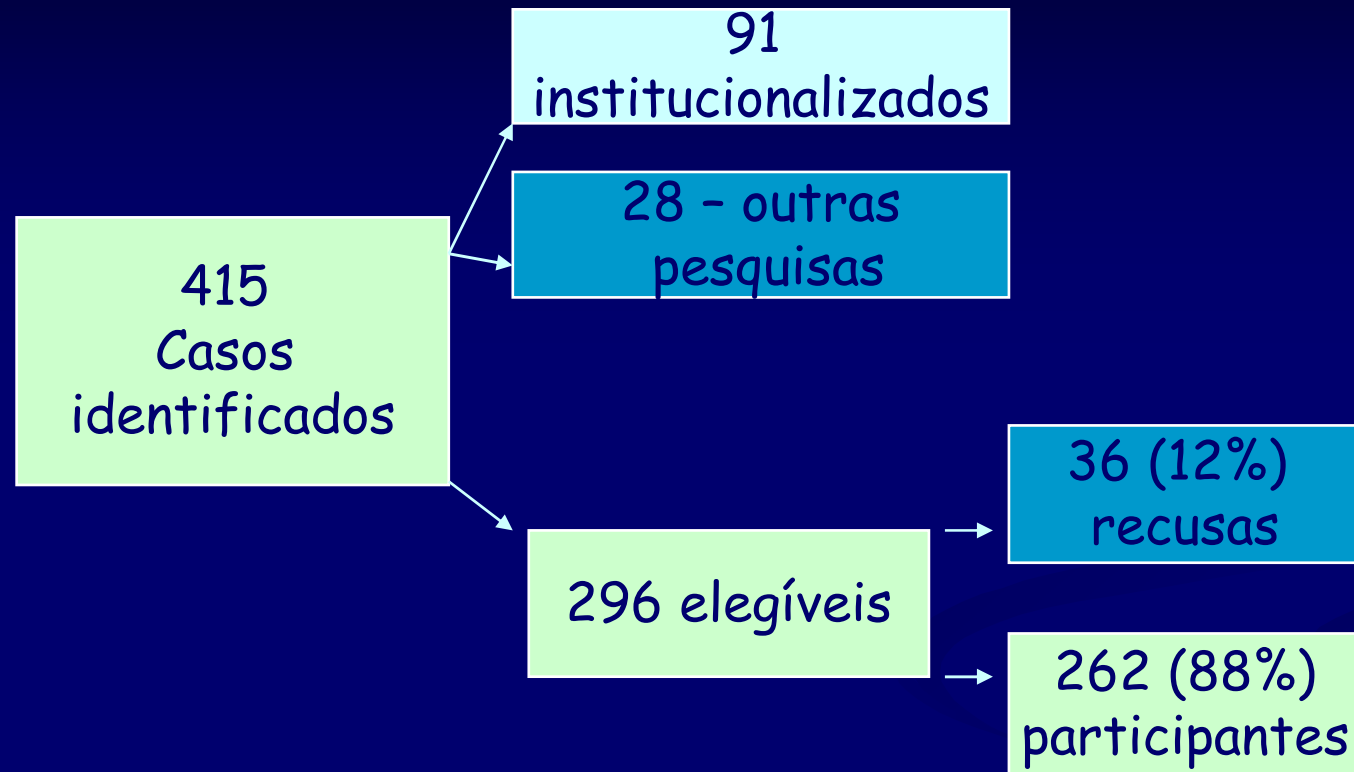 91
institucionalizados
28 – outras
pesquisas
415
Casos
identificados
36 (12%)
recusas
296 elegíveis
262 (88%)
participantes